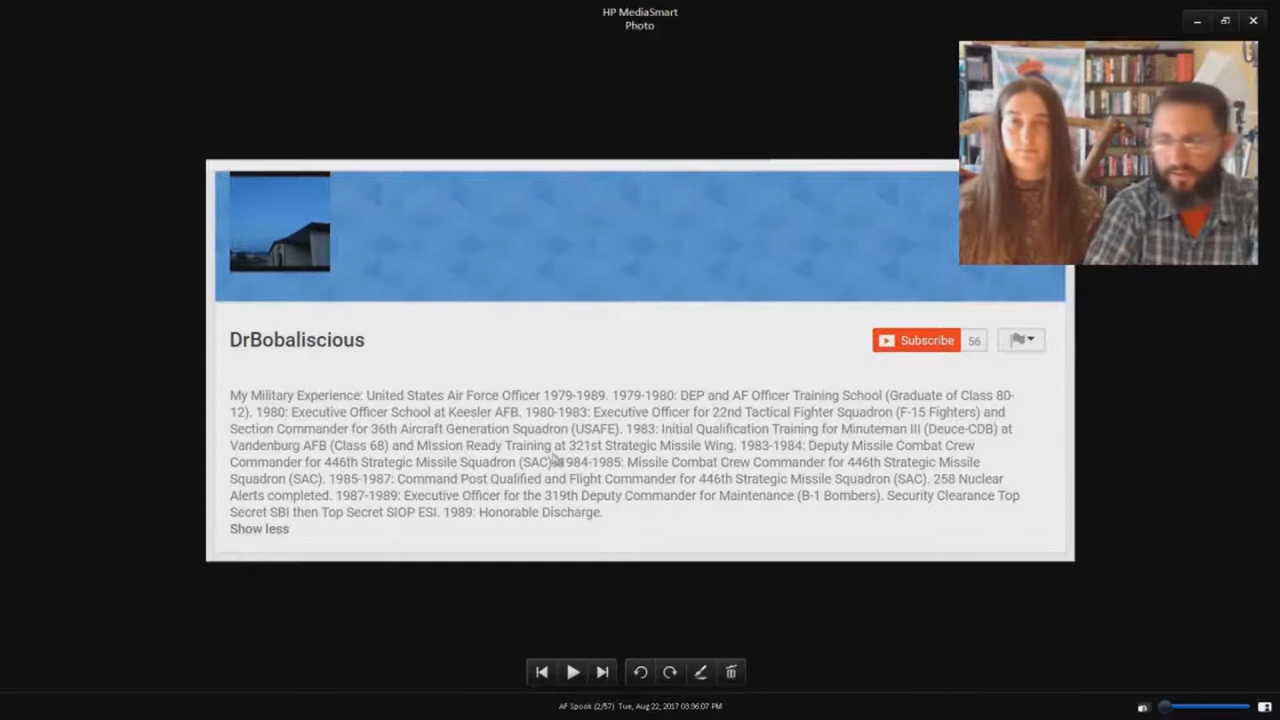 HP MediaSmart
Photo
DrBobaliscious
Subscribe 56
My Military Experience: United States Air Force Officer 1979-1989. 1979-1980: DEP and AF Officer Training School (Graduate of Class 80-
12). 1980: Executive Officer School at Keesler AFB. 1980-1983: Executive Officer for 22nd Tactical Fighter Squadron (F-15 Fighters) and
Section Commander for 36th Aircraft Generation Squadron (USAFE). 1983: Initial Qualification Training for Minuteman III (Deuce-CDB) at
Vandenburg AFB (Class 68) and MIssion Ready Training at 321st Strategic Missile Wing. 1983-1984: Deputy Missile Combat Crew
Commander for 446th Strategic Missile Squadron (SAC). 1984-1985: Missile Combat Crew Commander for 446th Strategic Missile
Squadron (SAC). 1985-1987: Command Post Qualified and Flight Commander for 446th Strategic Missile Squadron (SAC). 258 Nuclear
Alerts completed. 1987-1989: Executive Officer for the 319th Deputy Commander for Maintenance (B-1 Bombers). Security Clearance Top
Secret SBI then Top Secret SIOP ESI. 1989: Honorable Discharge.
Show less
AF Spook (2/57) Tue, Aug 22, 2017 03:36:07 PM